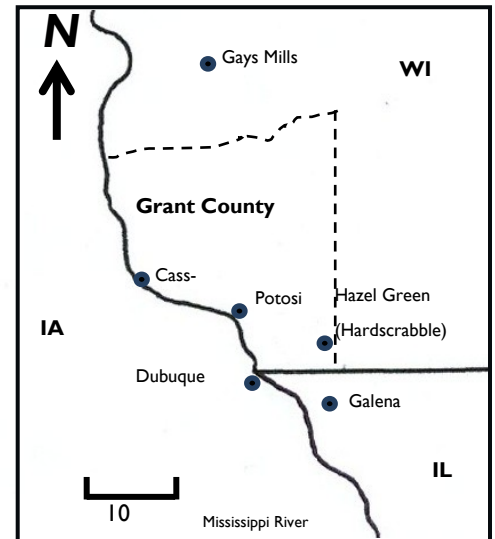 N
Gays Mills
WI
Grant County
Cass-
Potosi
Hazel Green
(Hardscrabble)
IA
Dubuque
Galena
IL
10
Mississippi River